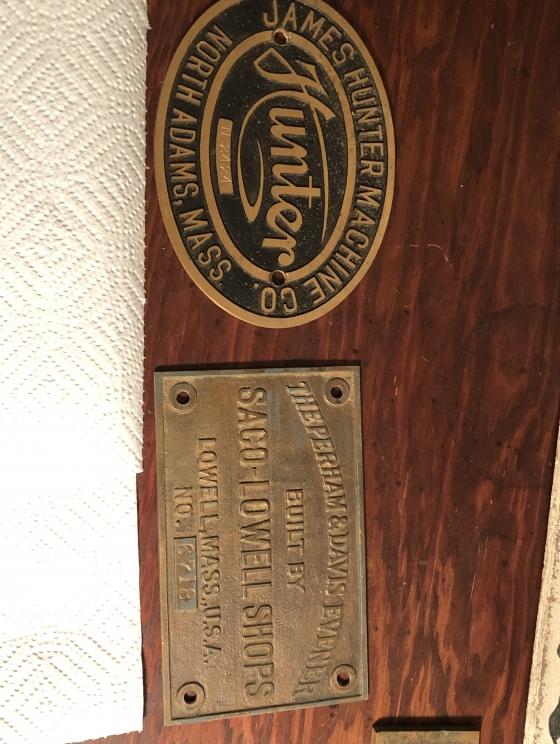 JAMES HUNTER MACHINE CO.
Hunter
NORTH ADAMS, MASS.
THE PERHAM & DAVIS EVENER
BUILT BY
SACO-LOWELL SHOPS
LOWELL, MASS., U.S.A.
NO. 6718